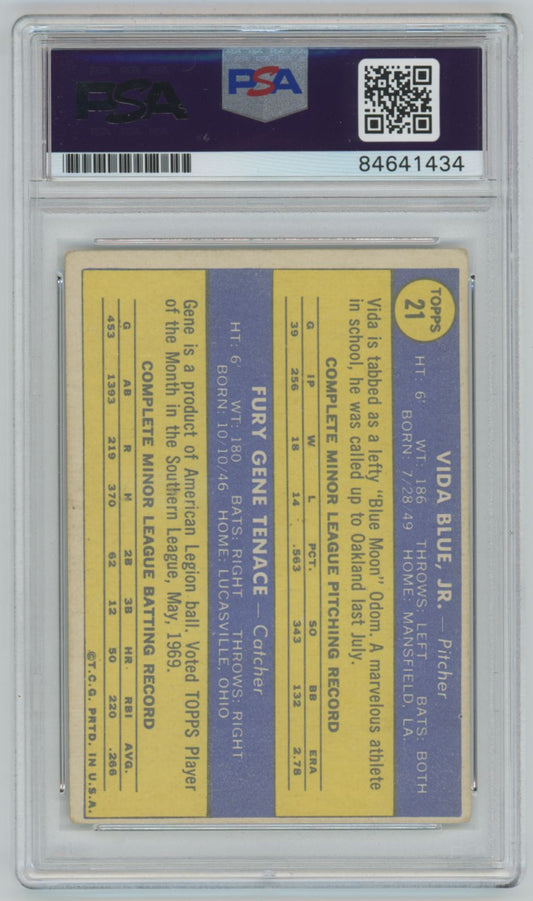 PSA
PSA
84641434
TOPPS
21
VIDA BLUE, JR. — Pitcher
HT: 6' WT: 186 THROWS: LEFT BATS: BOTH
BORN: 7/28 49 HOME: MANSFIELD, LA.
Vida is tabbed as a lefty "Blue Moon" Odom. A marvelous athlete
in school, he was called up to Oakland last July.
COMPLETE MINOR LEAGUE PITCHING RECORD
G IP W L PCT. SO BB ERA
39 256 18 14 .563 343 132 2.78
FURY GENE TENACE — Catcher
HT: 6' WT: 180 BATS: RIGHT THROWS: RIGHT
BORN: 10/10/46 HOME: LUCASVILLE, OHIO
Gene is a product of American Legion ball. Voted TOPPS Player
of the Month in the Southern League, May, 1969.
COMPLETE MINOR LEAGUE BATTING RECORD
G AB R H 2B 3B HR RBI AVG.
453 1393 219 370 62 12 50 220 .266
©T.C.G. PRTD. IN U.S.A.